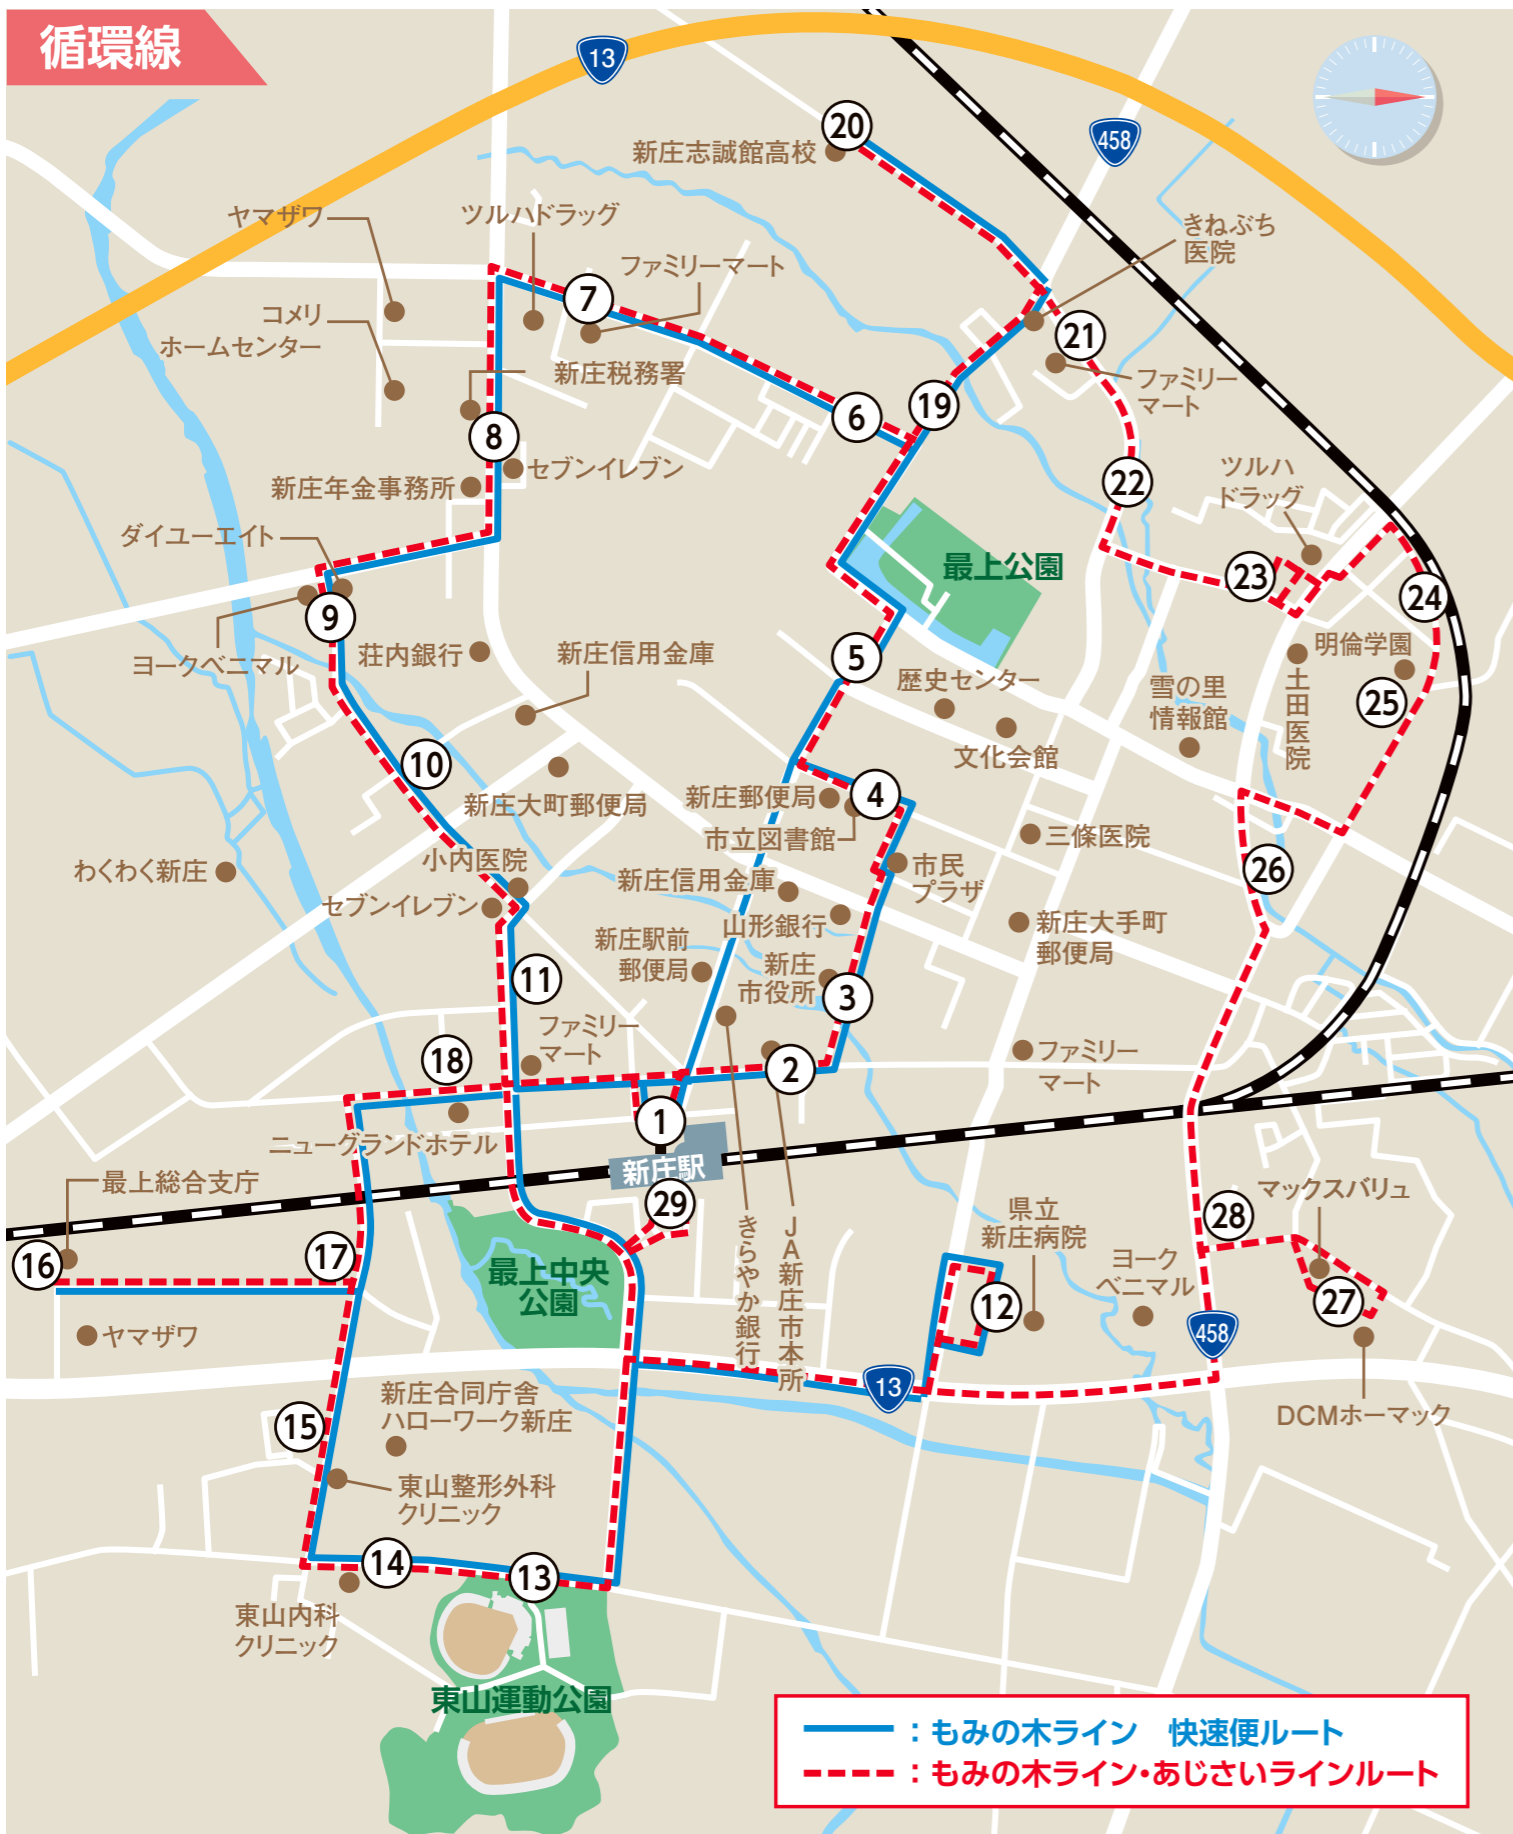 循環線
13
20
458
新庄志誠館高校
きねぶち
医院
ヤマザワ
ツルハドラッグ
ファミリーマート
7
コメリ
ホームセンター
21
新庄税務署
ファミリー
マート
6
19
8
セブンイレブン
新庄年金事務所
22
ツルハ
ドラッグ
ダイユーエイト
最上公園
23
24
9
ヨークベニマル
荘内銀行
新庄信用金庫
5
歴史センター
明倫学園
土田医院
25
雪の里
情報館
文化会館
10
新庄大町郵便局
新庄郵便局
4
市立図書館
三條医院
わくわく新庄
小内医院
26
市民
プラザ
新庄信用金庫
セブンイレブン
山形銀行
新庄大手町
郵便局
新庄駅前
郵便局
新庄
市役所
3
11
ファミリー
マート
18
2
ファミリー
マート
1
ニューグランドホテル
新庄駅
最上総合支庁
29
県立
新庄病院
28
マックスバリュ
16
17
最上中央
公園
きらやか銀行
JA新庄市本所
ヨーク
ベニマル
12
27
ヤマザワ
458
13
新庄合同庁舎
ハローワーク新庄
DCMホーマック
15
東山整形外科
クリニック
14
13
東山内科
クリニック
東山運動公園
：もみの木ライン　快速便ルート
：もみの木ライン・あじさいラインルート